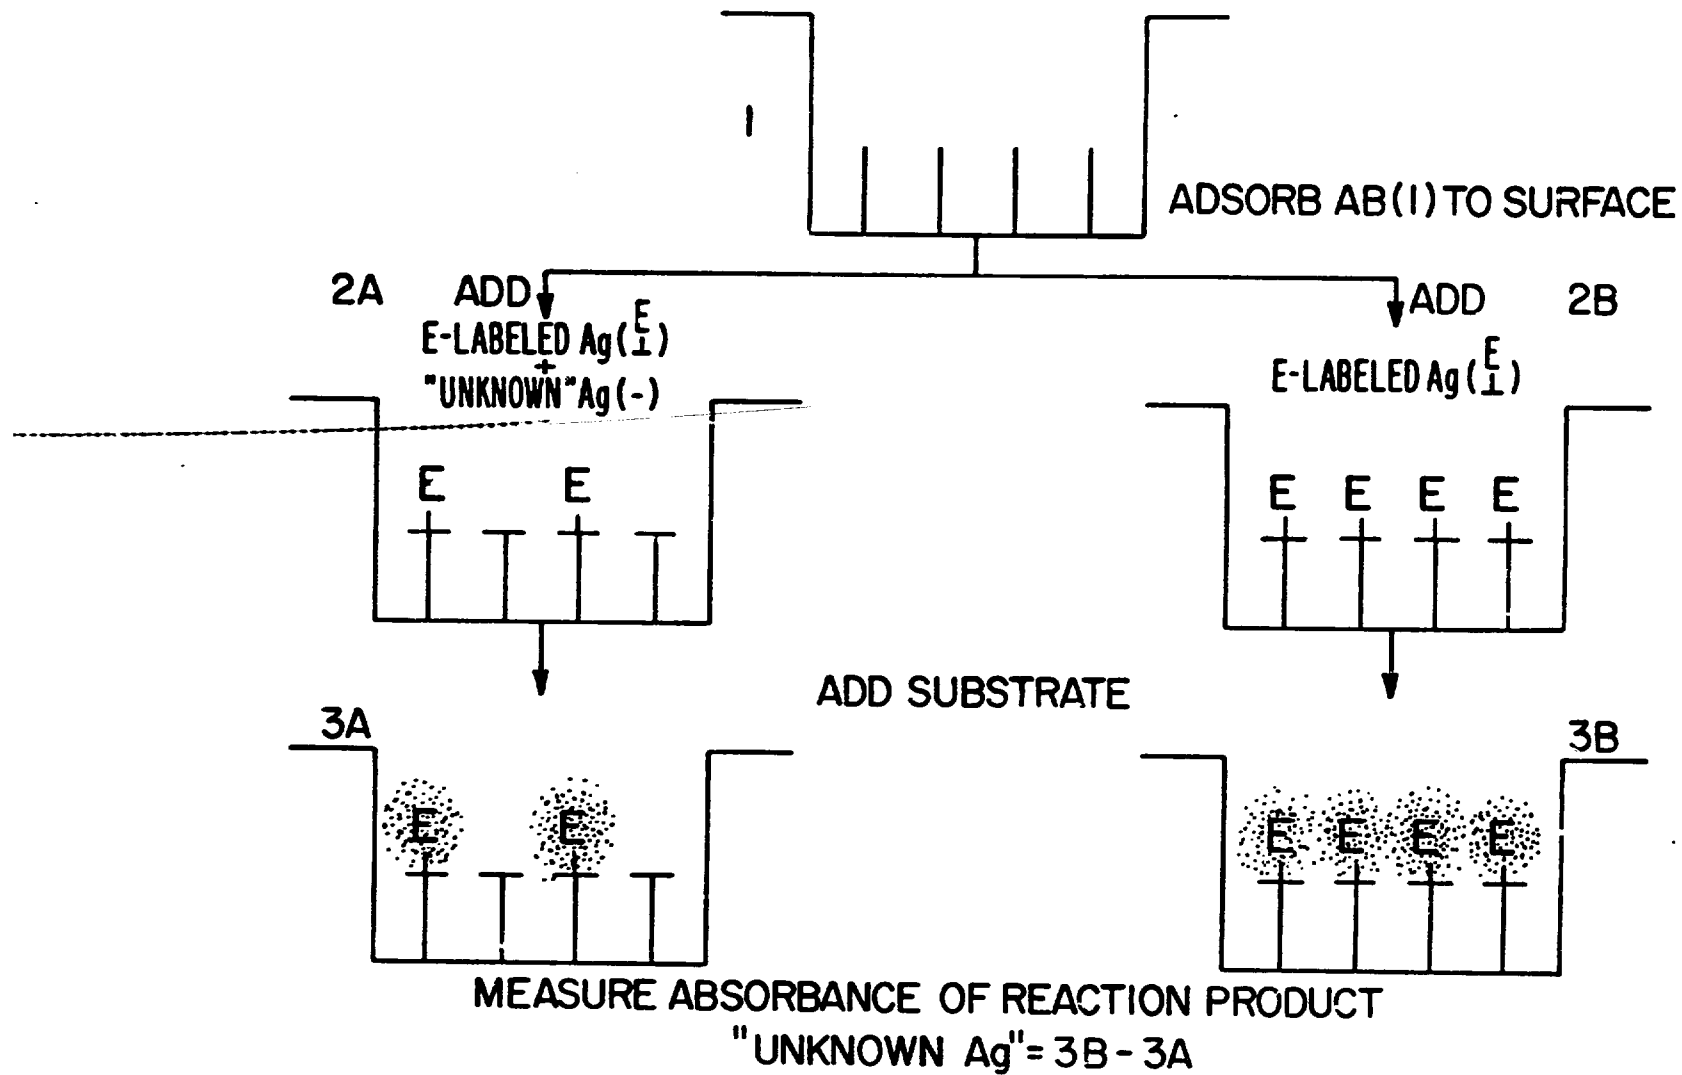 1
ADSORB AB(1) TO SURFACE
2A ADD
E-LABELED Ag(E⊥)
+
"UNKNOWN" Ag(-)
ADD 2B
E-LABELED Ag(E⊥)
E E
E E E E
ADD SUBSTRATE
3A
3B
E E
E E E E
MEASURE ABSORBANCE OF REACTION PRODUCT
"UNKNOWN Ag" = 3B - 3A